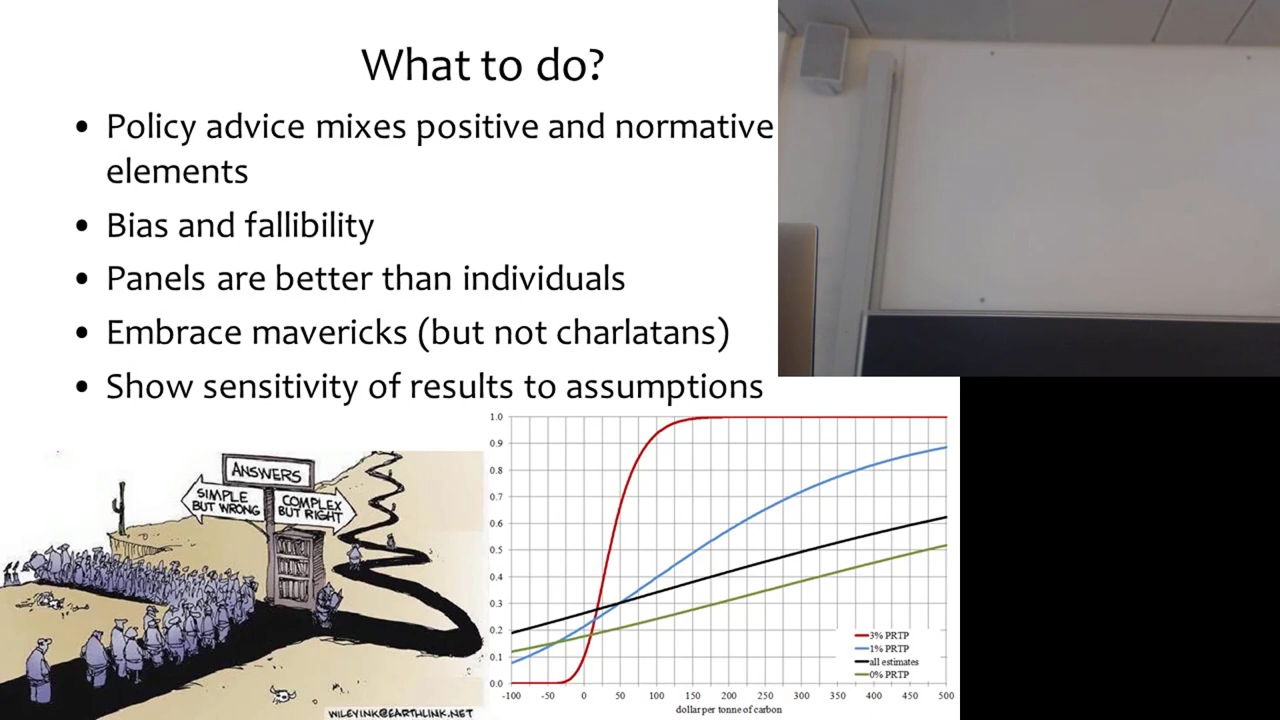 What to do?
• Policy advice mixes positive and normative
elements
• Bias and fallibility
• Panels are better than individuals
• Embrace mavericks (but not charlatans)
• Show sensitivity of results to assumptions
ANSWERS
SIMPLE
BUT WRONG
COMPLEX
BUT RIGHT
WILEYINK@EARTHLINK.NET
1.0
0.9
0.8
0.7
0.6
0.5
0.4
0.3
0.2
0.1
0.0
-100 -50 0 50 100 150 200 250 300 350 400 450 500
dollar per tonne of carbon
3% PRTP
1% PRTP
all estimates
0% PRTP